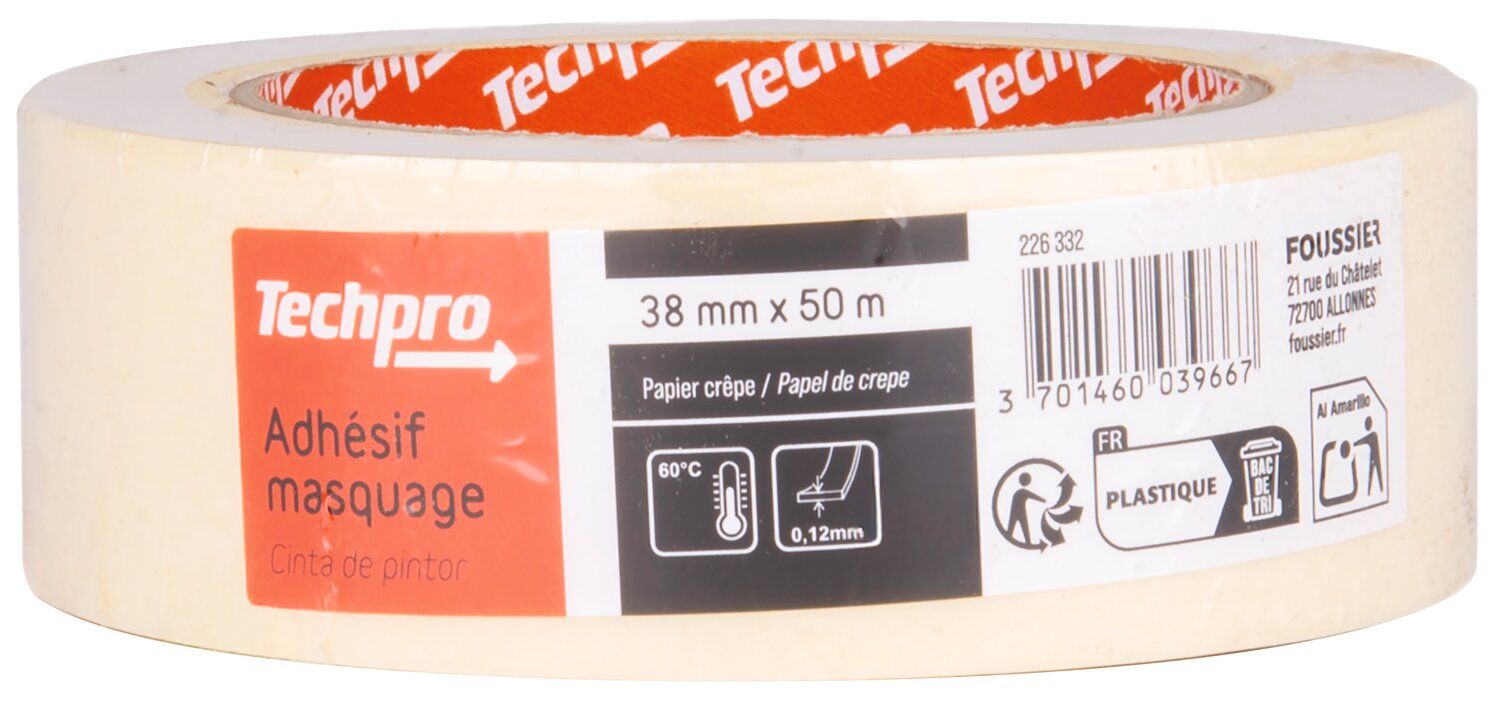 Techpro
Techpro
Techpro
Techpro
Techpro
Techpro
Adhésif
masquage
Cinta de pintor
38 mm x 50 m
Papier crêpe / Papel de crepe
60°C
0,12mm
226 332
3 701460 039667
FOUSSIER
21 rue du Châtelet
72700 ALLONNES
foussier.fr
FR
PLASTIQUE
BAC
DE
TRI
Al Amarillo